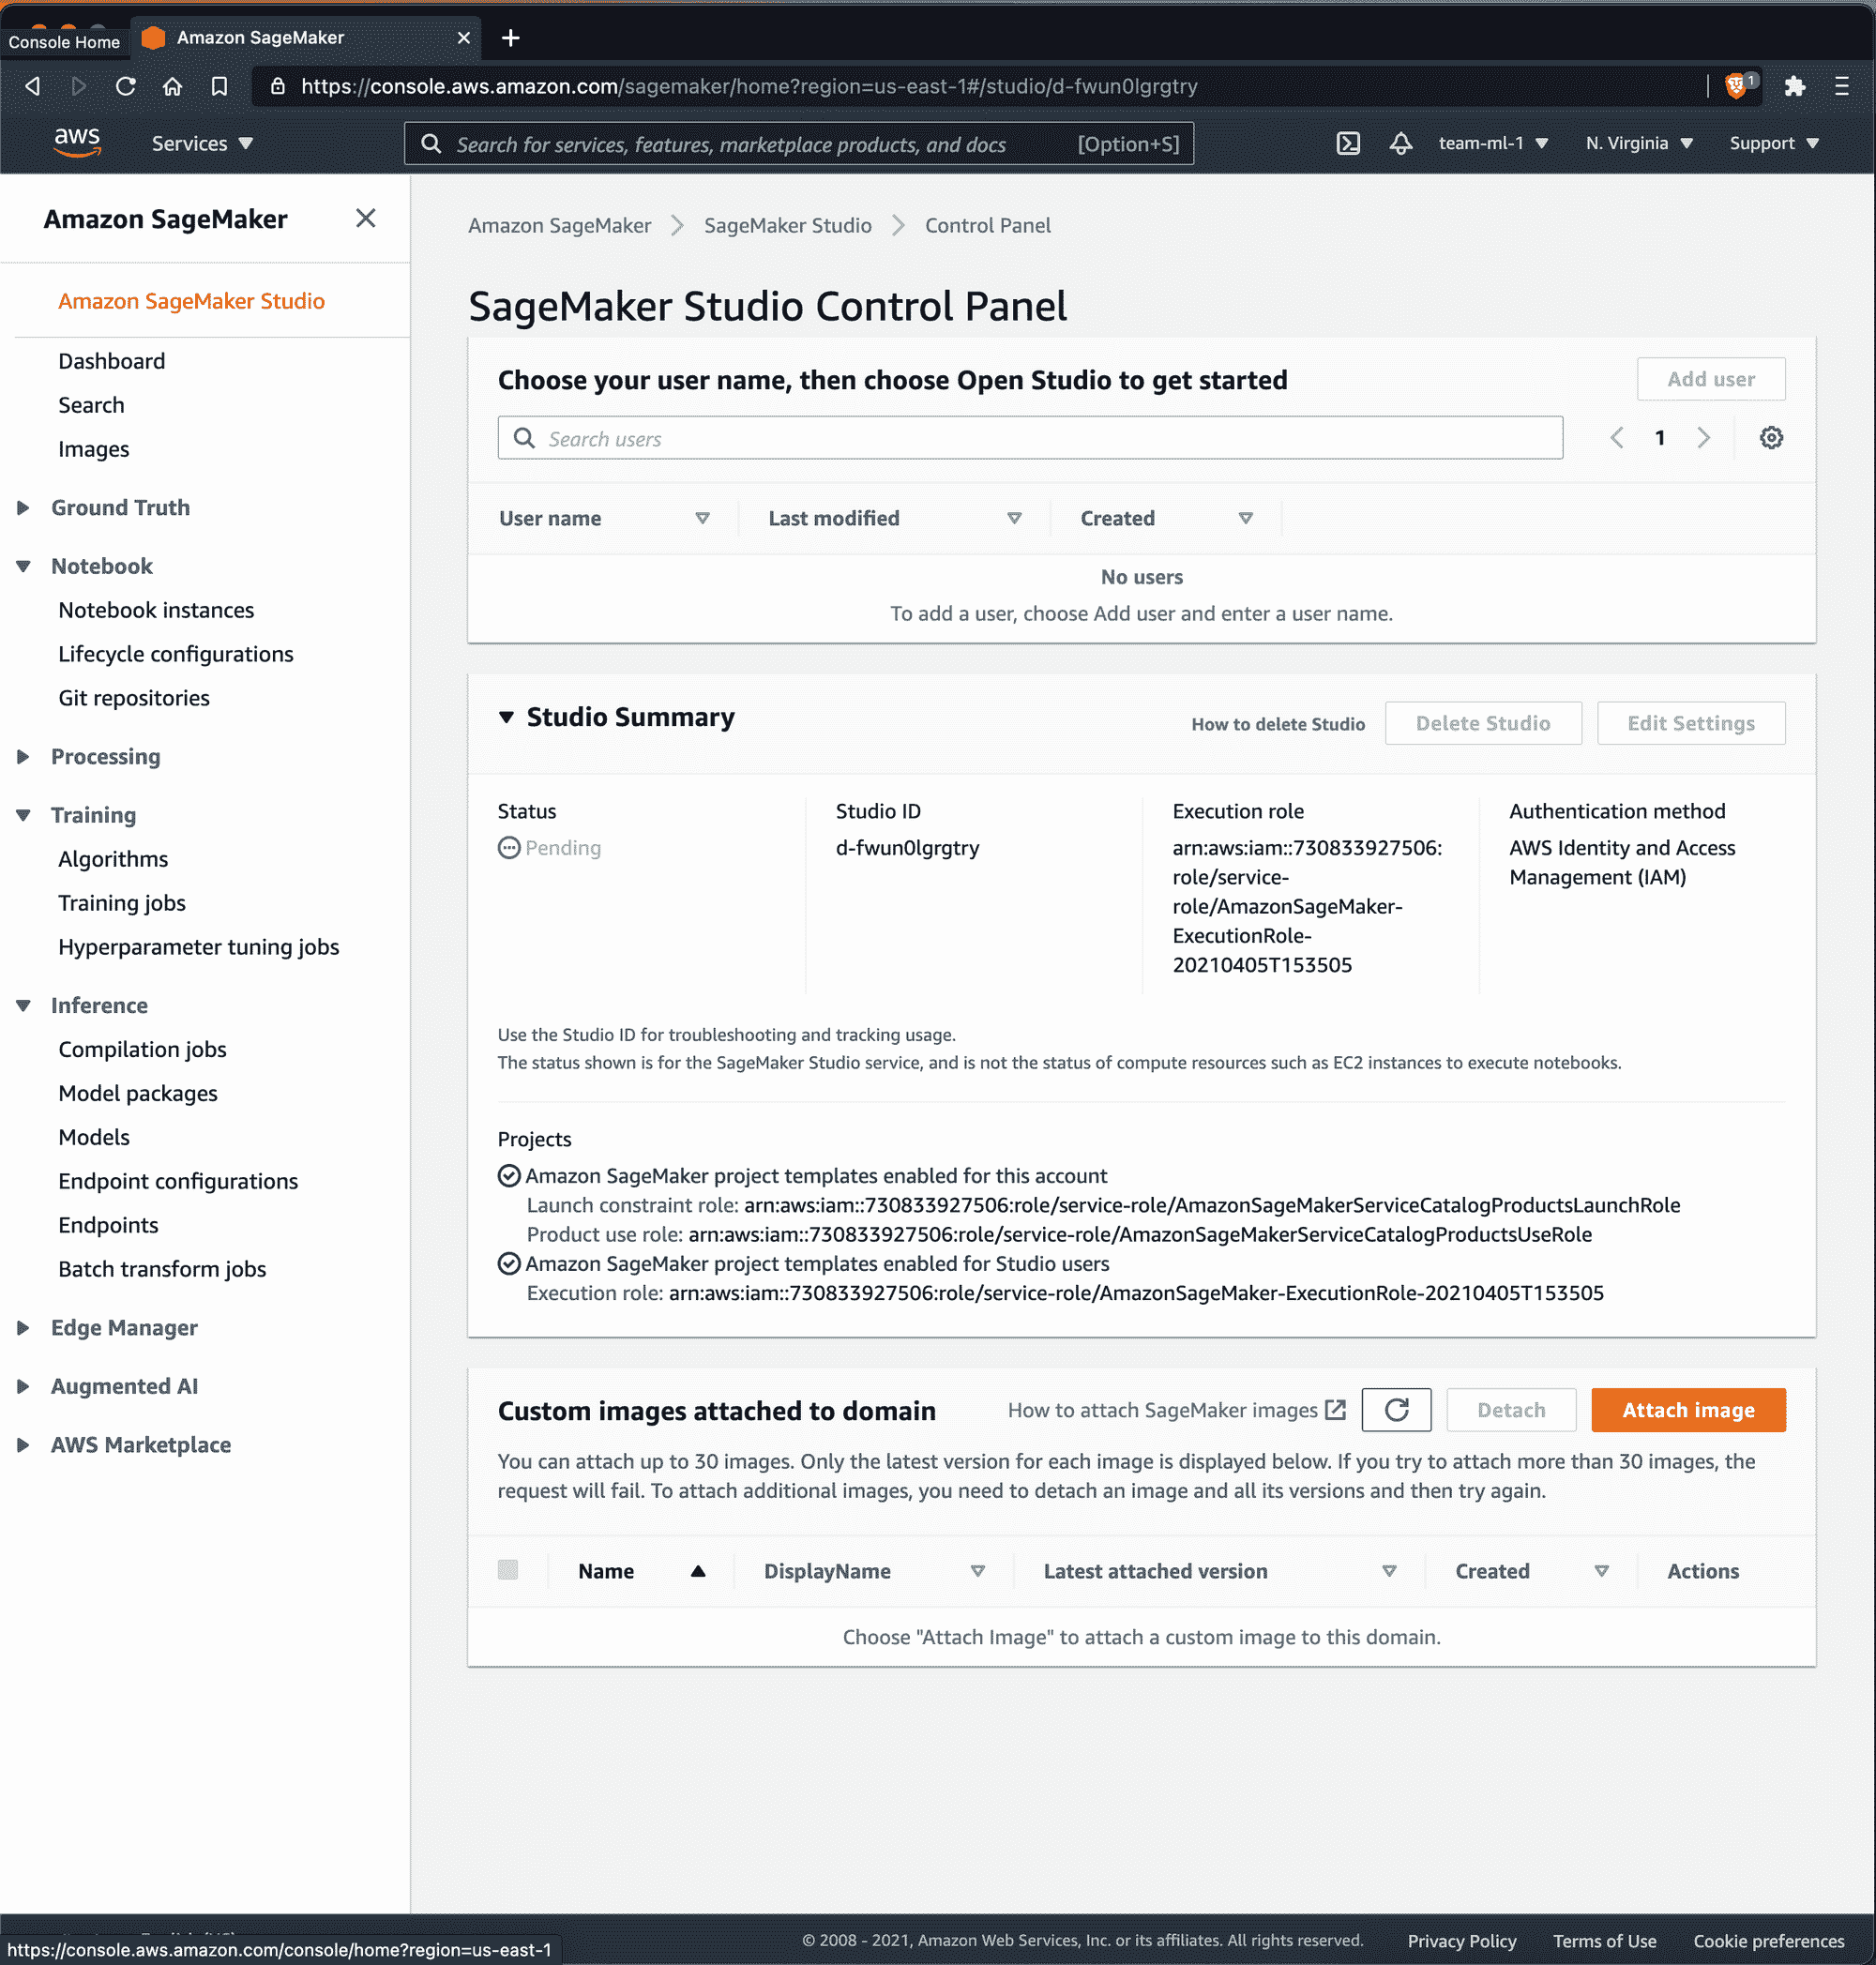 Console Home
Amazon SageMaker
https://console.aws.amazon.com/sagemaker/home?region=us-east-1#/studio/d-fwun0lgrgtry
1
aws
Services
Search for services, features, marketplace products, and docs
[Option+S]
team-ml-1
N. Virginia
Support
Amazon SageMaker
Amazon SageMaker Studio
Dashboard
Search
Images
Ground Truth
Notebook
Notebook instances
Lifecycle configurations
Git repositories
Processing
Training
Algorithms
Training jobs
Hyperparameter tuning jobs
Inference
Compilation jobs
Model packages
Models
Endpoint configurations
Endpoints
Batch transform jobs
Edge Manager
Augmented AI
AWS Marketplace
Amazon SageMaker
SageMaker Studio
Control Panel
SageMaker Studio Control Panel
Choose your user name, then choose Open Studio to get started
Add user
Search users
1
User name
Last modified
Created
No users
To add a user, choose Add user and enter a user name.
Studio Summary
How to delete Studio
Delete Studio
Edit Settings
Status
Pending
Studio ID
d-fwun0lgrgtry
Execution role
arn:aws:iam::730833927506:
role/service-
role/AmazonSageMaker-
ExecutionRole-
20210405T153505
Authentication method
AWS Identity and Access
Management (IAM)
Use the Studio ID for troubleshooting and tracking usage.
The status shown is for the SageMaker Studio service, and is not the status of compute resources such as EC2 instances to execute notebooks.
Projects
Amazon SageMaker project templates enabled for this account
Launch constraint role: arn:aws:iam::730833927506:role/service-role/AmazonSageMakerServiceCatalogProductsLaunchRole
Product use role: arn:aws:iam::730833927506:role/service-role/AmazonSageMakerServiceCatalogProductsUseRole
Amazon SageMaker project templates enabled for Studio users
Execution role: arn:aws:iam::730833927506:role/service-role/AmazonSageMaker-ExecutionRole-20210405T153505
Custom images attached to domain
How to attach SageMaker images
Detach
Attach image
You can attach up to 30 images. Only the latest version for each image is displayed below. If you try to attach more than 30 images, the
request will fail. To attach additional images, you need to detach an image and all its versions and then try again.
Name
DisplayName
Latest attached version
Created
Actions
Choose "Attach Image" to attach a custom image to this domain.
https://console.aws.amazon.com/console/home?region=us-east-1
© 2008 - 2021, Amazon Web Services, Inc. or its affiliates. All rights reserved.
Privacy Policy
Terms of Use
Cookie preferences